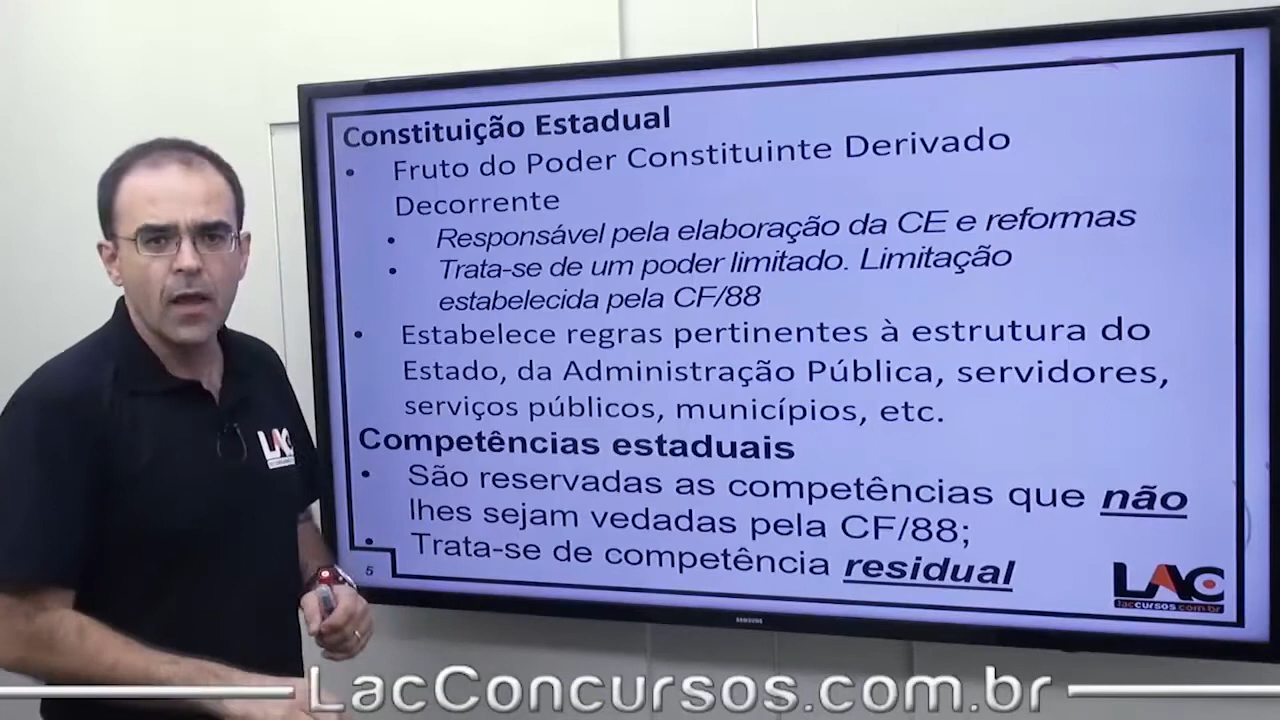 Constituição Estadual
• Fruto do Poder Constituinte Derivado
Decorrente
• Responsável pela elaboração da CE e reformas
• Trata-se de um poder limitado. Limitação
estabelecida pela CF/88
• Estabelece regras pertinentes à estrutura do
Estado, da Administração Pública, servidores,
serviços públicos, municípios, etc.
Competências estaduais
• São reservadas as competências que não
lhes sejam vedadas pela CF/88;
• Trata-se de competência residual
5
LAC
laccursos.com.br
SAMSUNG
LAC
LacConcursos.com.br